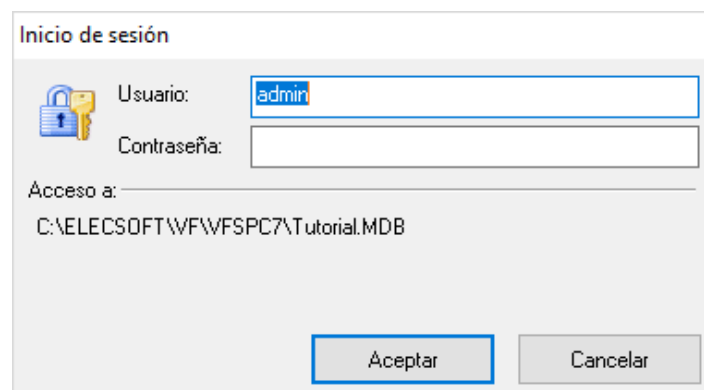 Inicio de sesión
Usuario:
admin
Contraseña:
Acceso a:
C:\ELECSOFT\VF\VFSPC7\Tutorial.MDB
Aceptar
Cancelar